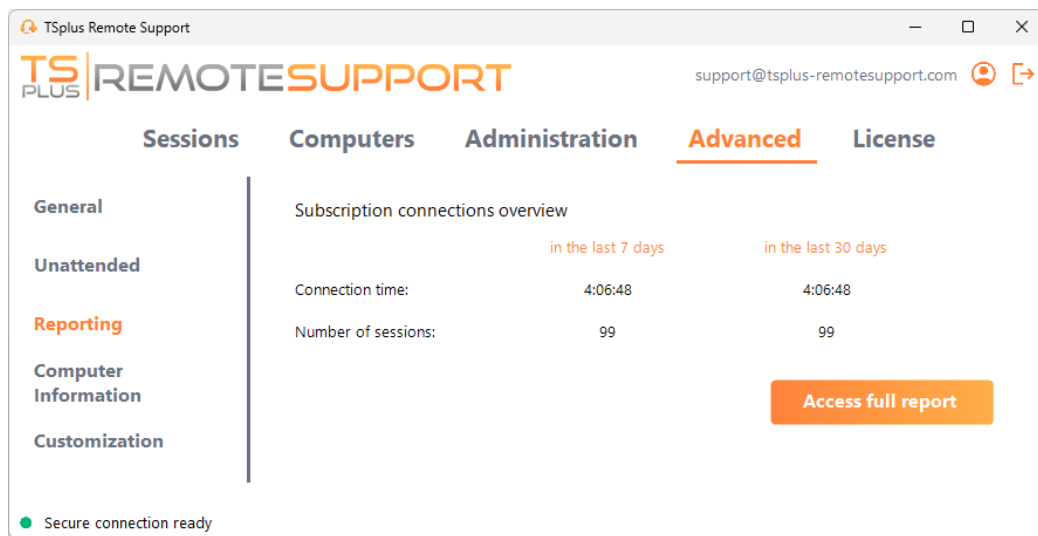 TSplus Remote Support
TS PLUS REMOTESUPPORT
support@tsplus-remotesupport.com
Sessions Computers Administration Advanced License
General
Unattended
Reporting
Computer
Information
Customization
Subscription connections overview
in the last 7 days in the last 30 days
Connection time: 4:06:48 4:06:48
Number of sessions: 99 99
Access full report
Secure connection ready